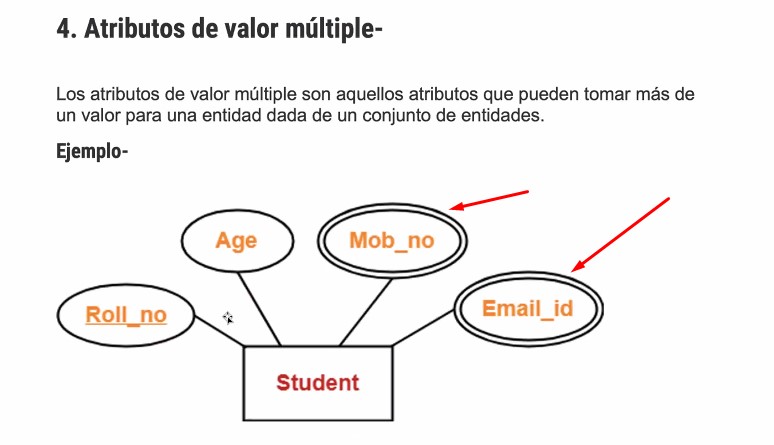 4. Atributos de valor múltiple-
Los atributos de valor múltiple son aquellos atributos que pueden tomar más de
un valor para una entidad dada de un conjunto de entidades.
Ejemplo-
Age
Mob_no
Roll_no
Email_id
Student